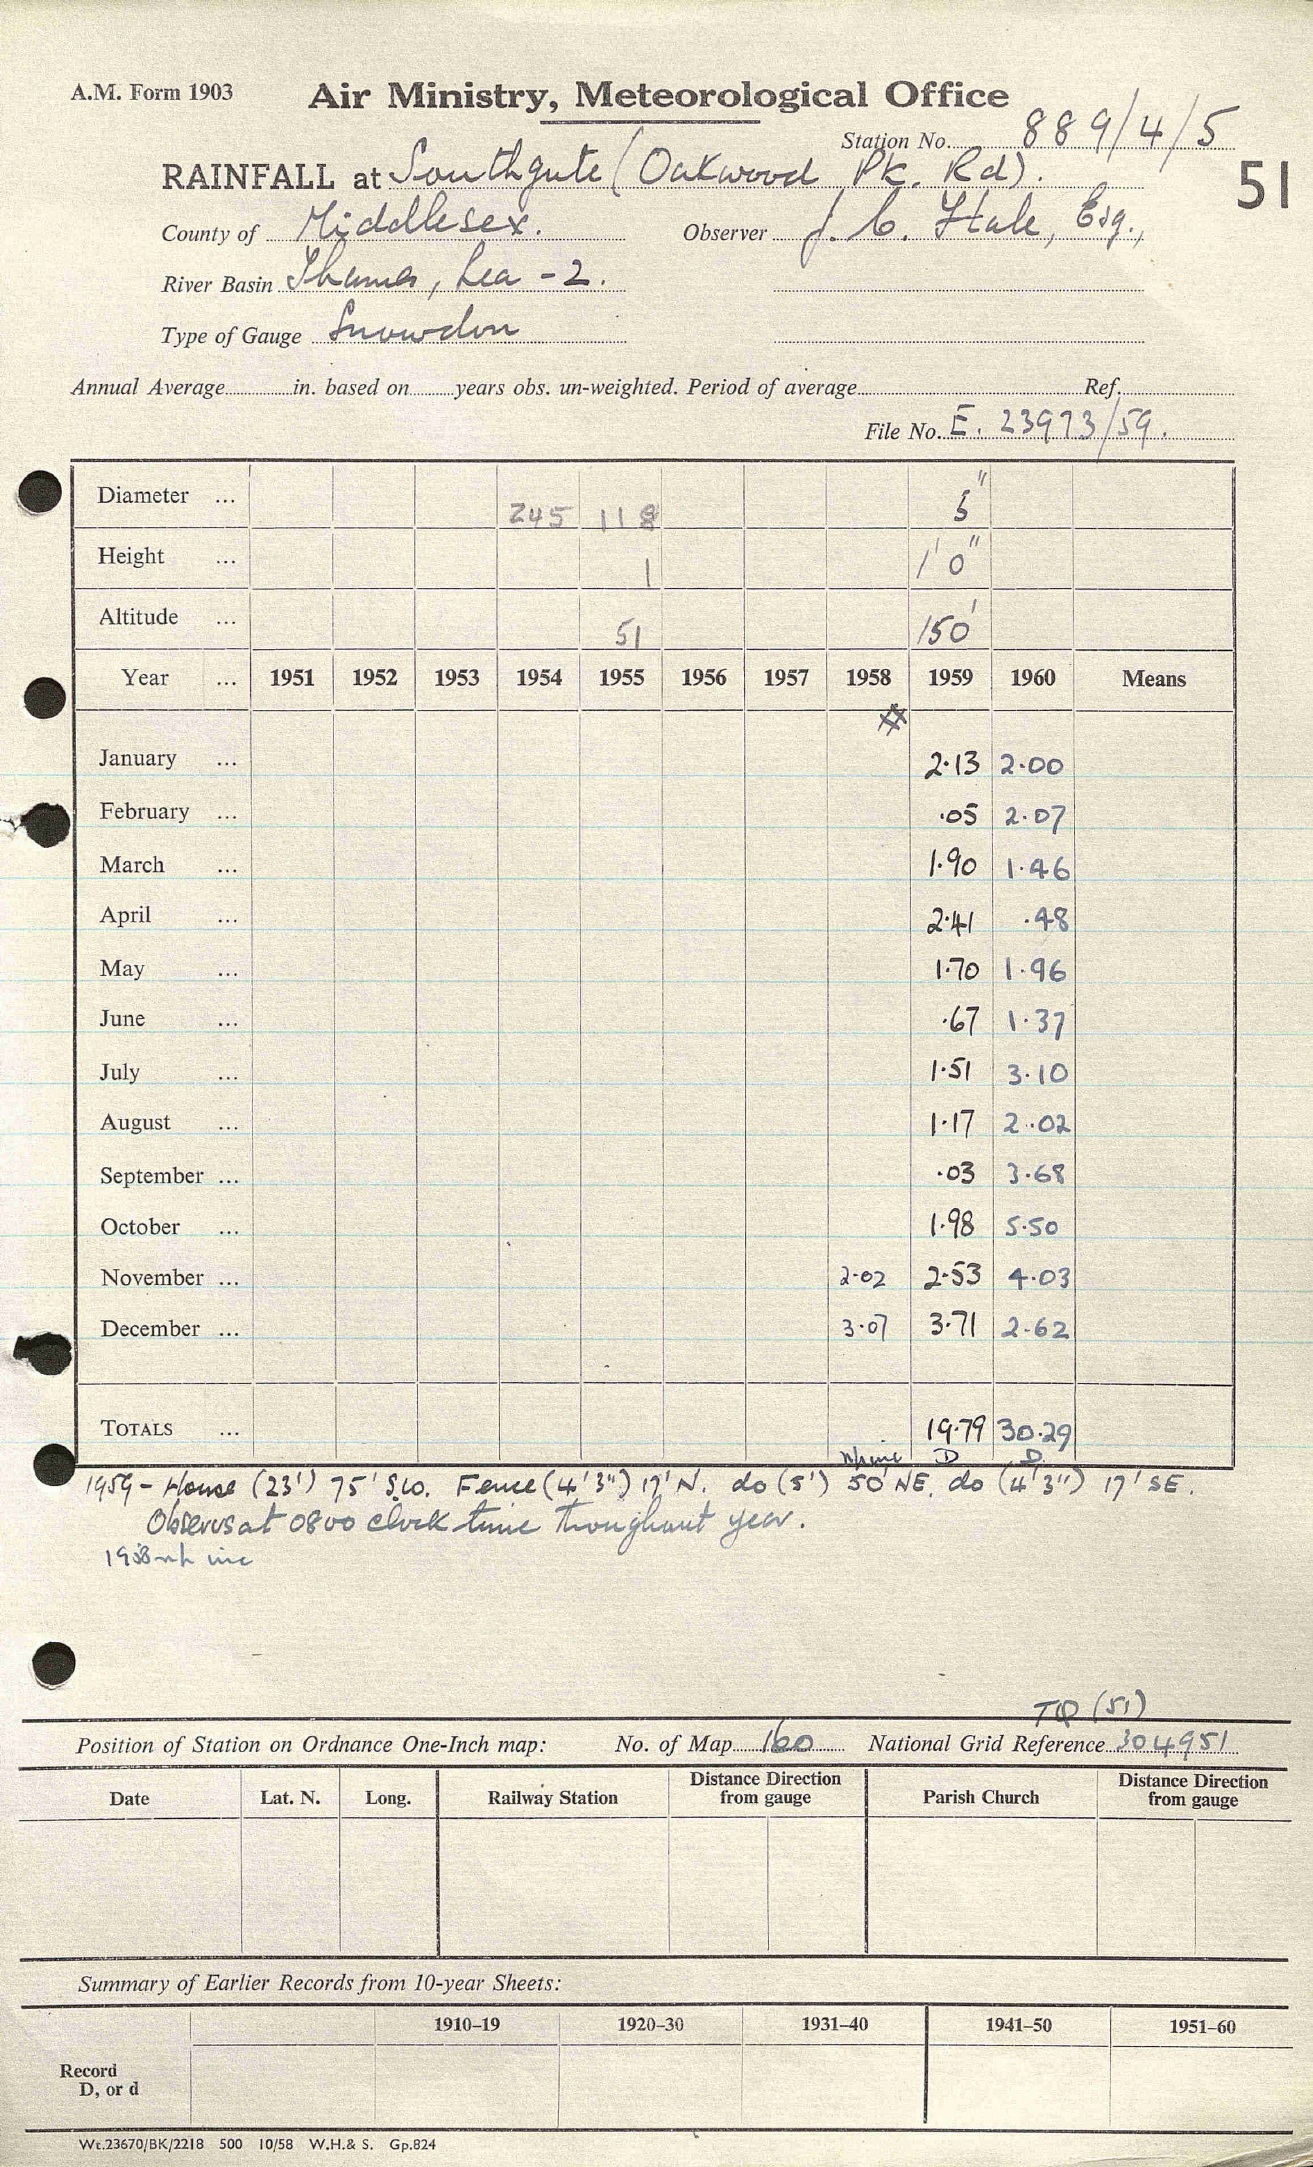 A.M. Form 1903 Air Ministry, Meteorological Office
Station No. 889/4/5
RAINFALL at Southgate (Oakwood Pk. Rd).
51
County of Middlesex. Observer J. C. Hale, Esq.,
River Basin Thames, Lea - 2.
Type of Gauge Snowdon
Annual Average in. based on years obs. un-weighted. Period of average Ref.
File No. E. 23973/59.
Diameter ... 245 118 5"
Height ... 1 1'0"
Altitude ... 51 150'
Year ... 1951 1952 1953 1954 1955 1956 1957 1958 1959 1960 Means
January ... 2.13 2.00
February ... .05 2.07
March ... 1.90 1.46
April ... 2.41 .48
May ... 1.70 1.96
June ... .67 1.37
July ... 1.51 3.10
August ... 1.17 2.02
September ... .03 3.68
October ... 1.98 5.50
November ... 2.02 2.53 4.03
December ... 3.07 3.71 2.62
TOTALS ... 19.79 30.29
inc D D
1959 - House (23') 75' SW. Fence (4'3") 17' N. do (5') 50' NE. do (4'3") 17' SE.
Observes at 0800 clock time throughout year.
1958 inc
TQ (51)
Position of Station on Ordnance One-Inch map: No. of Map 160 National Grid Reference 304951
Date Lat. N. Long. Railway Station Distance Direction from gauge Parish Church Distance Direction from gauge
Summary of Earlier Records from 10-year Sheets:
1910–19 1920–30 1931–40 1941–50 1951–60
Record
D, or d
Wt.23670/BK/2218 500 10/58 W.H.& S. Gp.824